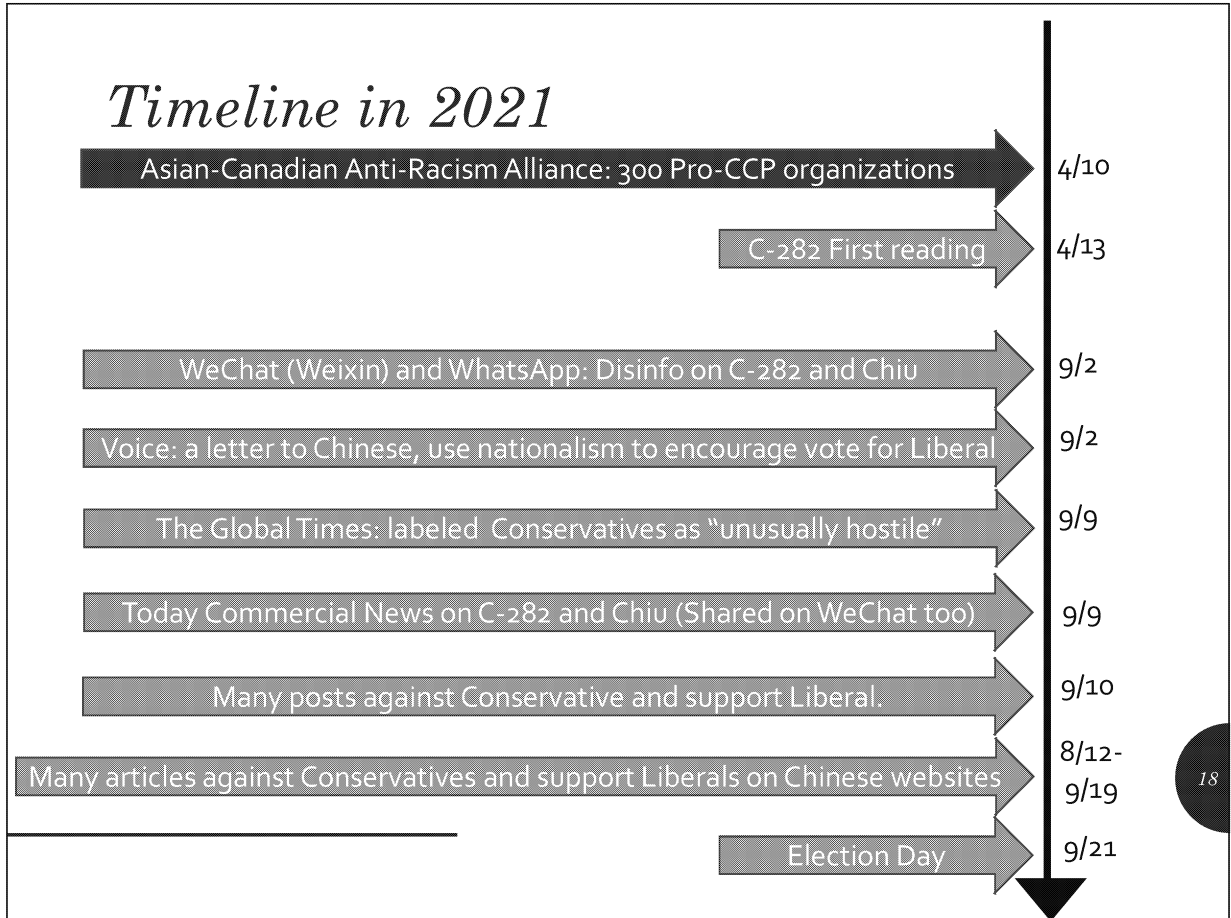 Timeline in 2021
Asian-Canadian Anti-Racism Alliance: 300 Pro-CCP organizations
4/10
C-282 First reading
4/13
WeChat (Weixin) and WhatsApp: Disinfo on C-282 and Chiu
9/2
Voice: a letter to Chinese, use nationalism to encourage vote for Liberal
9/2
The Global Times: labeled  Conservatives as “unusually hostile”
9/9
Today Commercial News on C-282 and Chiu (Shared on WeChat too)
9/9
Many posts against Conservative and support Liberal.
9/10
Many articles against Conservatives and support Liberals on Chinese websites
8/12-
9/19
18
Election Day
9/21